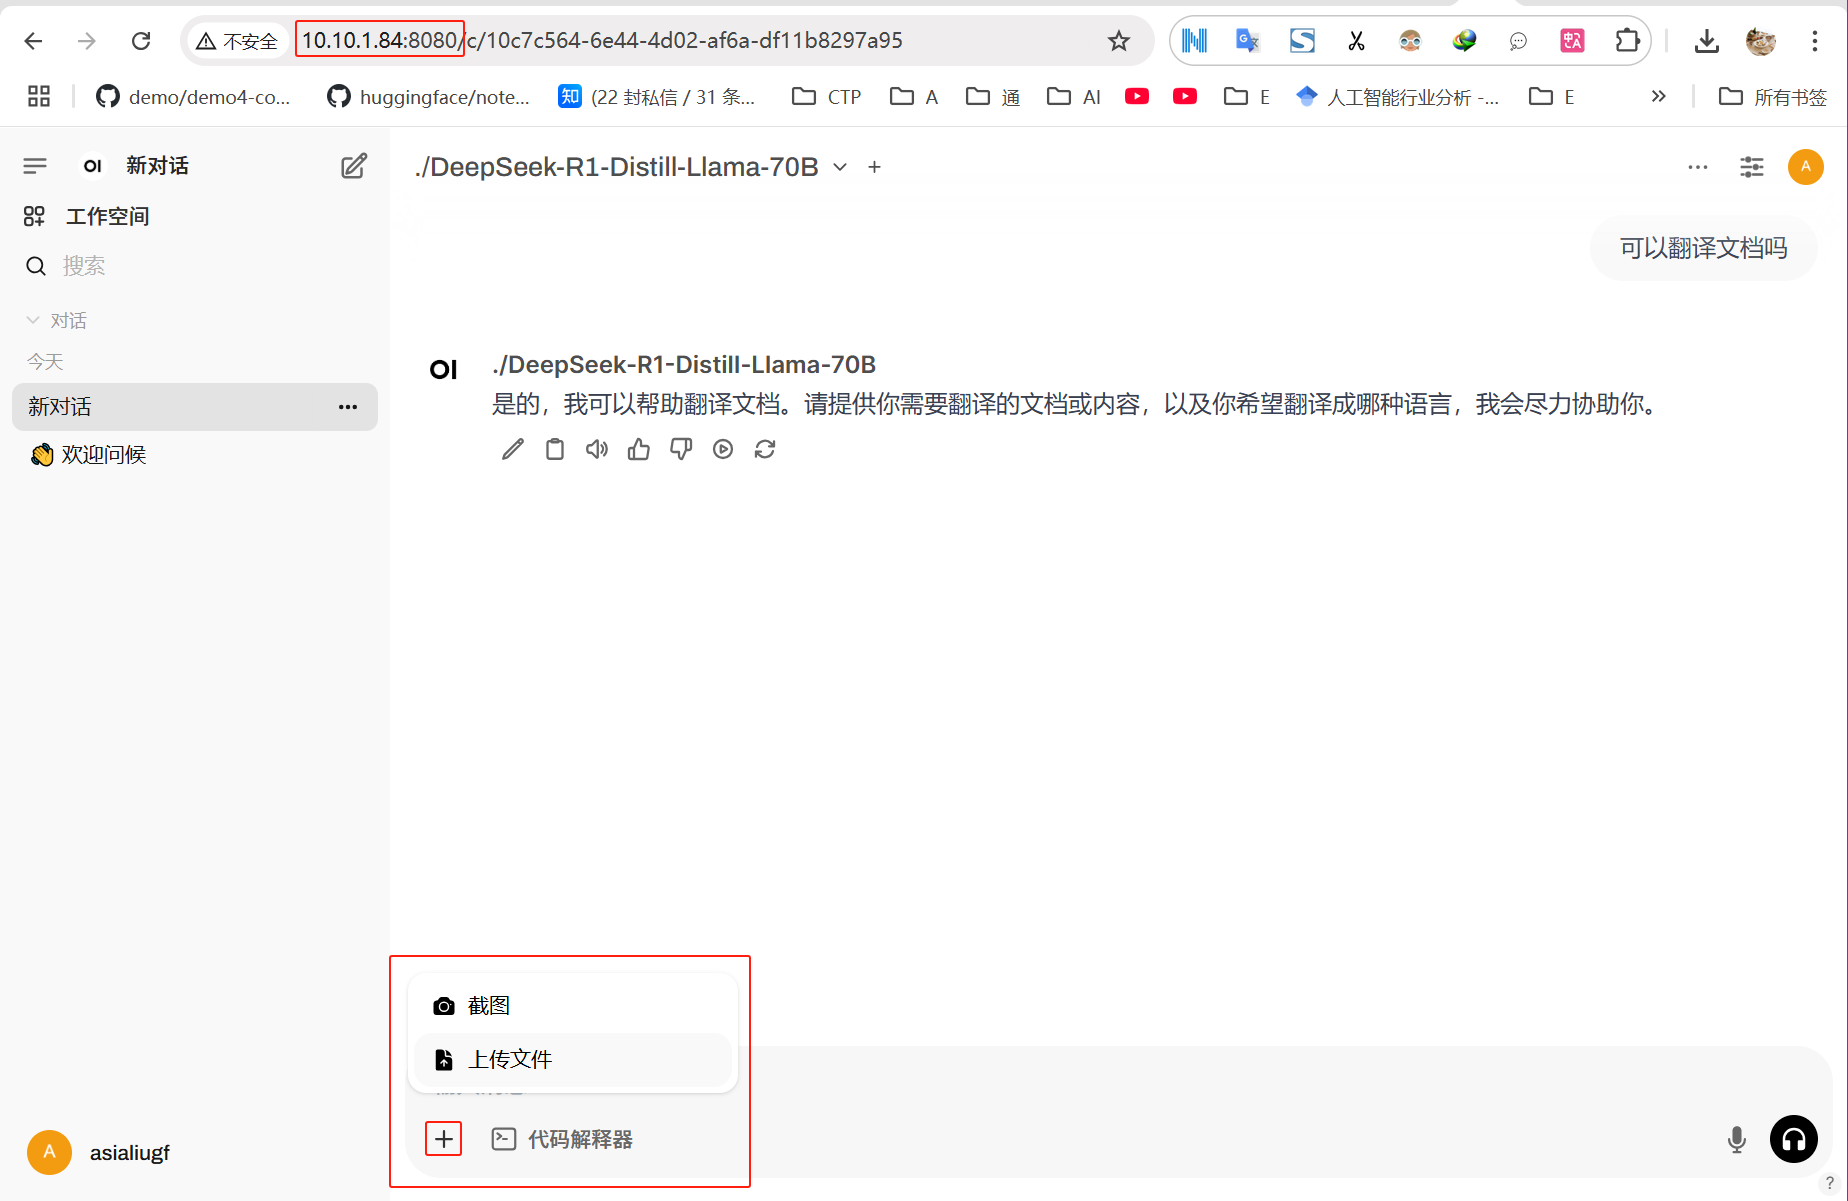 不安全
10.10.1.84:8080/c/10c7c564-6e44-4d02-af6a-df11b8297a95
demo/demo4-co...
huggingface/note...
知
(22 封私信 / 31 条...
CTP
A
通
AI
E
人工智能行业分析 -...
E
所有书签
OI
新对话
工作空间
搜索
对话
今天
新对话
👋 欢迎问候
./DeepSeek-R1-Distill-Llama-70B
A
可以翻译文档吗
OI
./DeepSeek-R1-Distill-Llama-70B
是的，我可以帮助翻译文档。请提供你需要翻译的文档或内容，以及你希望翻译成哪种语言，我会尽力协助你。
截图
上传文件
代码解释器
A
asialiugf
?